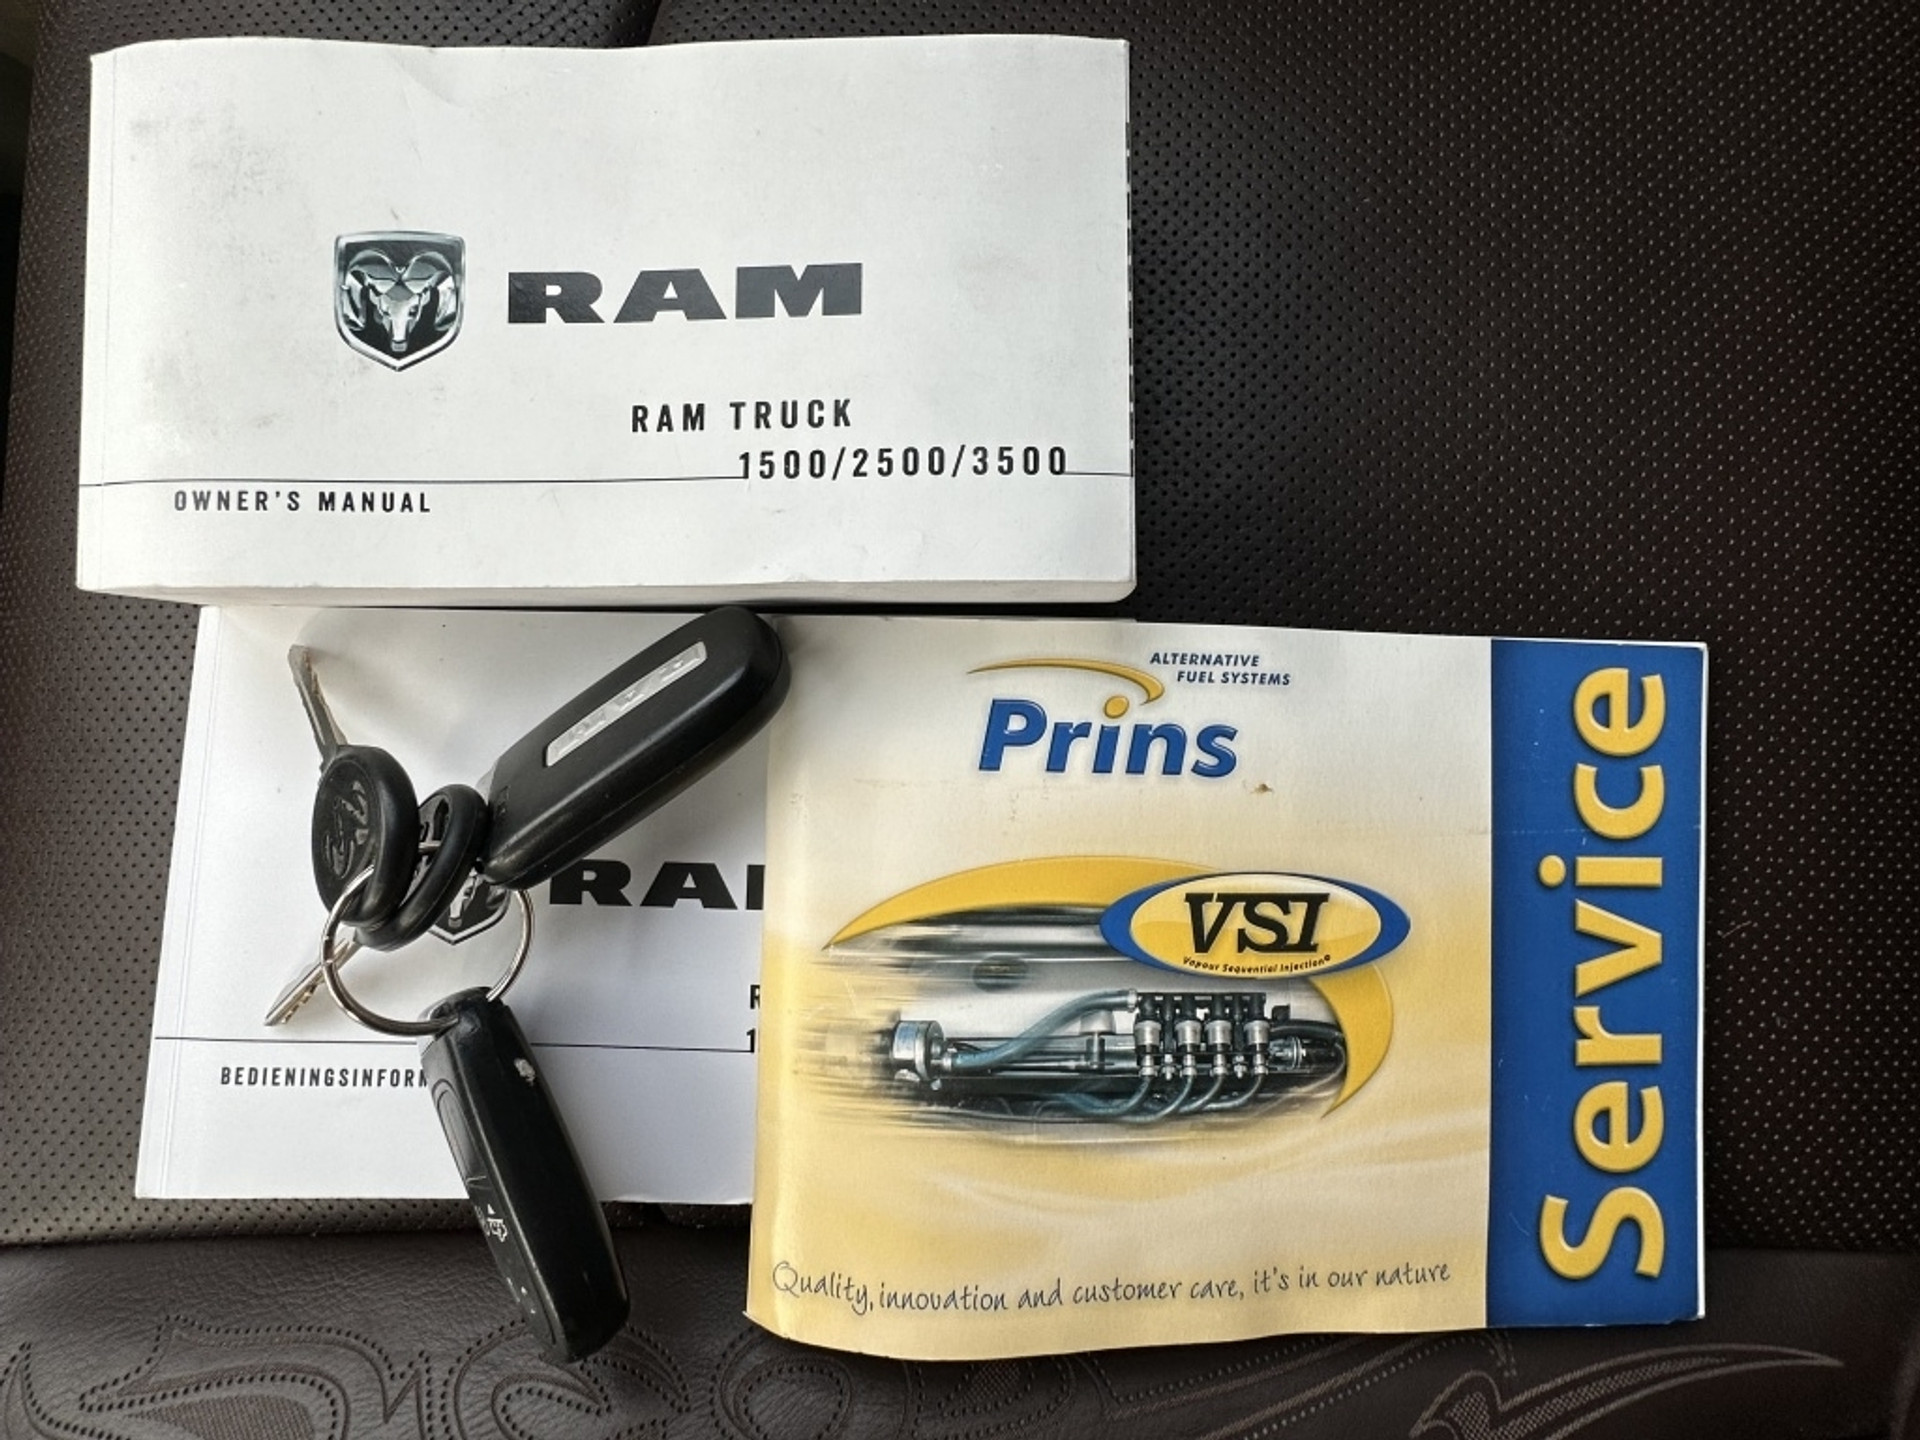 RAM
RAM TRUCK
1500/2500/3500
OWNER'S MANUAL
ALTERNATIVE
FUEL SYSTEMS
Prins
VSI
Vapour Sequential Injection
Quality, innovation and customer care, it's in our nature
Service